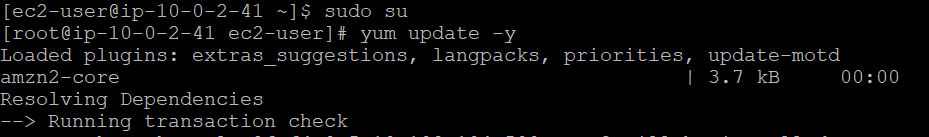 [ec2-user@ip-10-0-2-41 ~]$ sudo su
[root@ip-10-0-2-41 ec2-user]# yum update -y
Loaded plugins: extras_suggestions, langpacks, priorities, update-motd
amzn2-core | 3.7 kB 00:00
Resolving Dependencies
--> Running transaction check